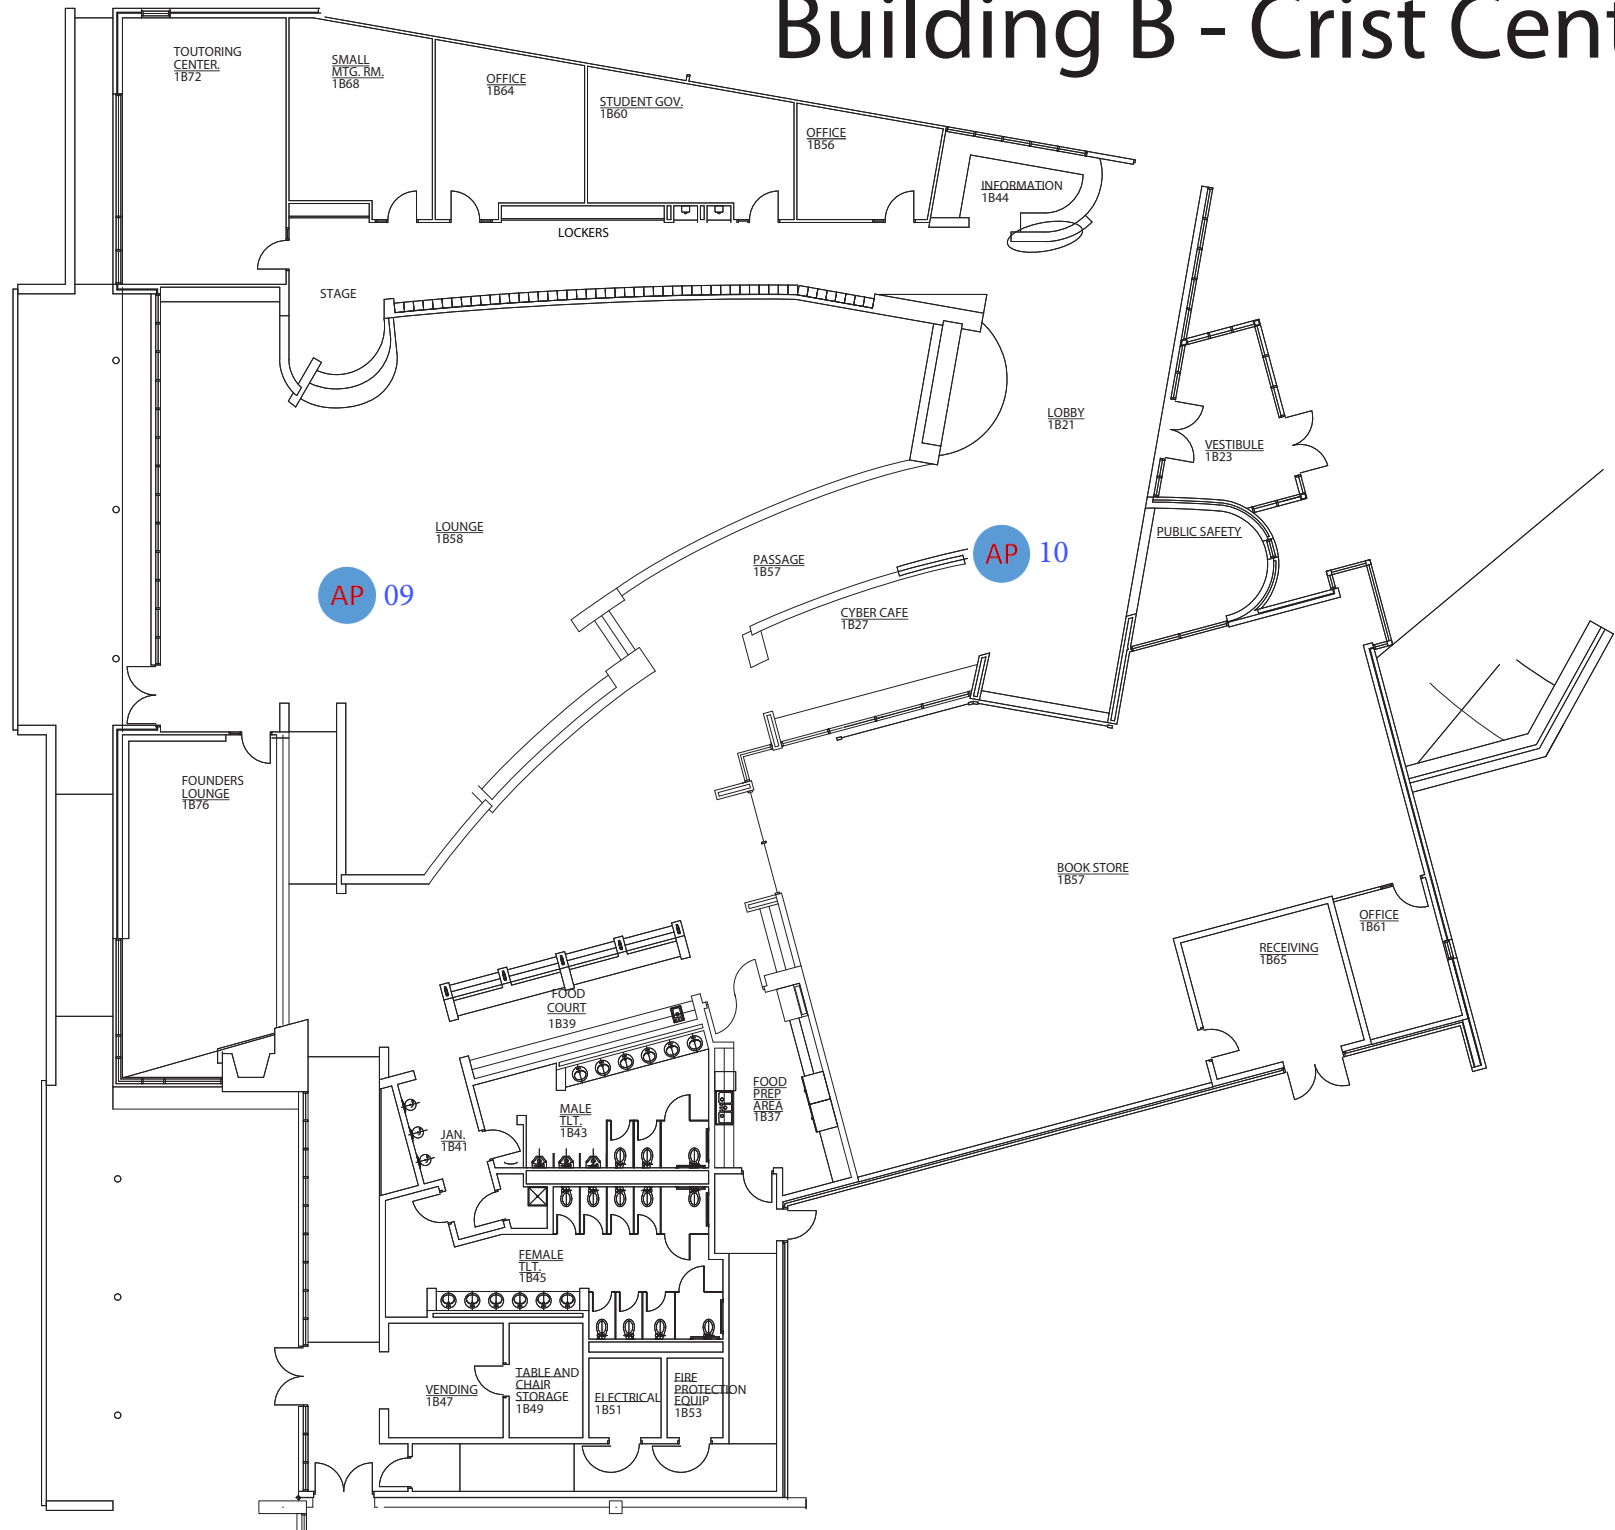 Building B - Crist Cent
TOUTORING
CENTER.
1B72
SMALL
MTG. RM.
1B68
OFFICE
1B64
STUDENT GOV.
1B60
OFFICE
1B56
INFORMATION
1B44
LOCKERS
STAGE
LOBBY
1B21
VESTIBULE
1B23
LOUNGE
1B58
PUBLIC SAFETY
PASSAGE
1B57
AP 10
AP 09
CYBER CAFE
1B27
FOUNDERS
LOUNGE
1B76
BOOK STORE
1B57
OFFICE
1B61
RECEIVING
1B65
FOOD
COURT
1B39
FOOD
PREP
AREA
1B37
MALE
TLT.
1B43
JAN.
1B41
FEMALE
TLT.
1B45
VENDING
1B47
TABLE AND
CHAIR
STORAGE
1B49
ELECTRICAL
1B51
FIRE
PROTECTION
EQUIP
1B53